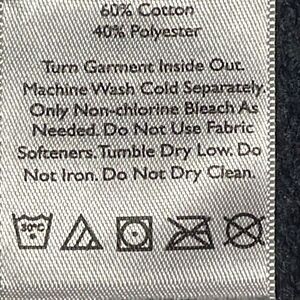 60% Cotton
40% Polyester
Turn Garment Inside Out.
Machine Wash Cold Separately.
Only Non-chlorine Bleach As
Needed. Do Not Use Fabric
Softeners. Tumble Dry Low. Do
Not Iron. Do Not Dry Clean.
30°C